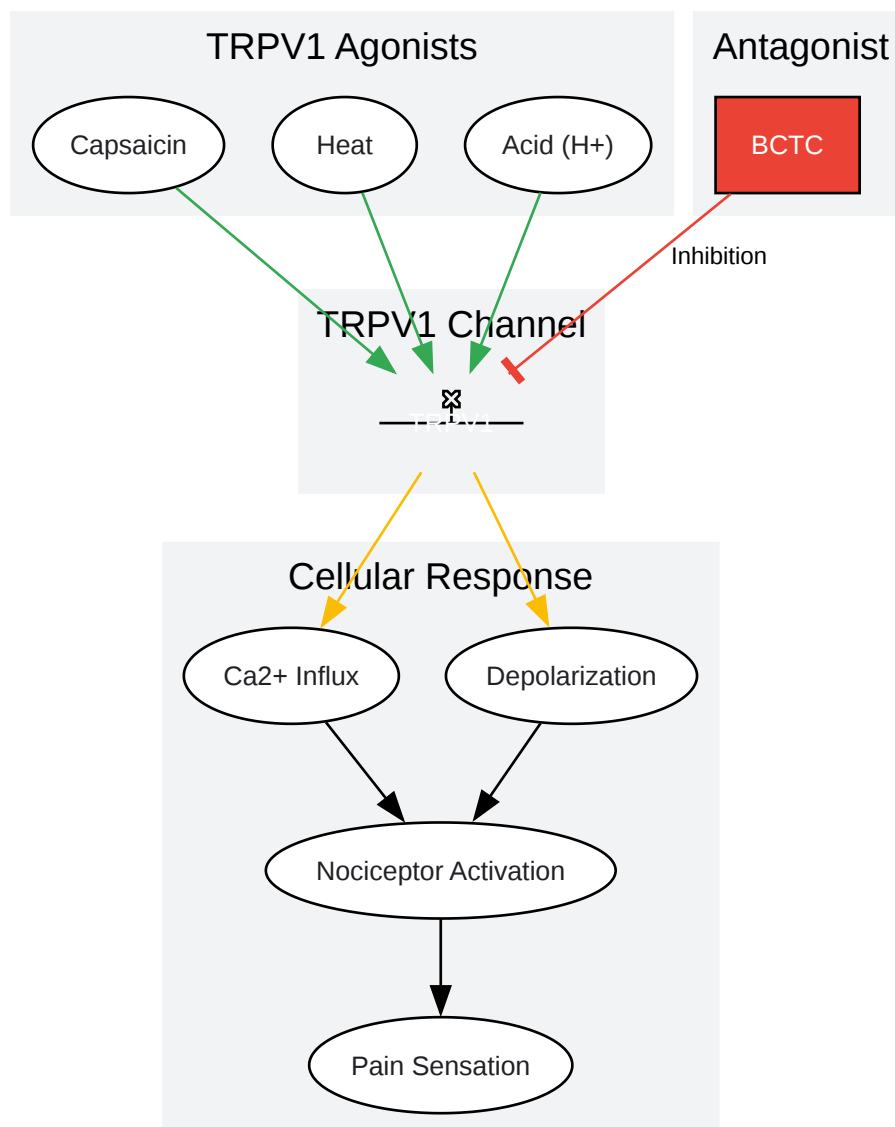 TRPV1 Agonists
Antagonist
Capsaicin
Heat
Acid (H+)
BCTC
Inhibition
TRPV1 Channel
TRPV1
Cellular Response
Ca2+ Influx
Depolarization
Nociceptor Activation
Pain Sensation